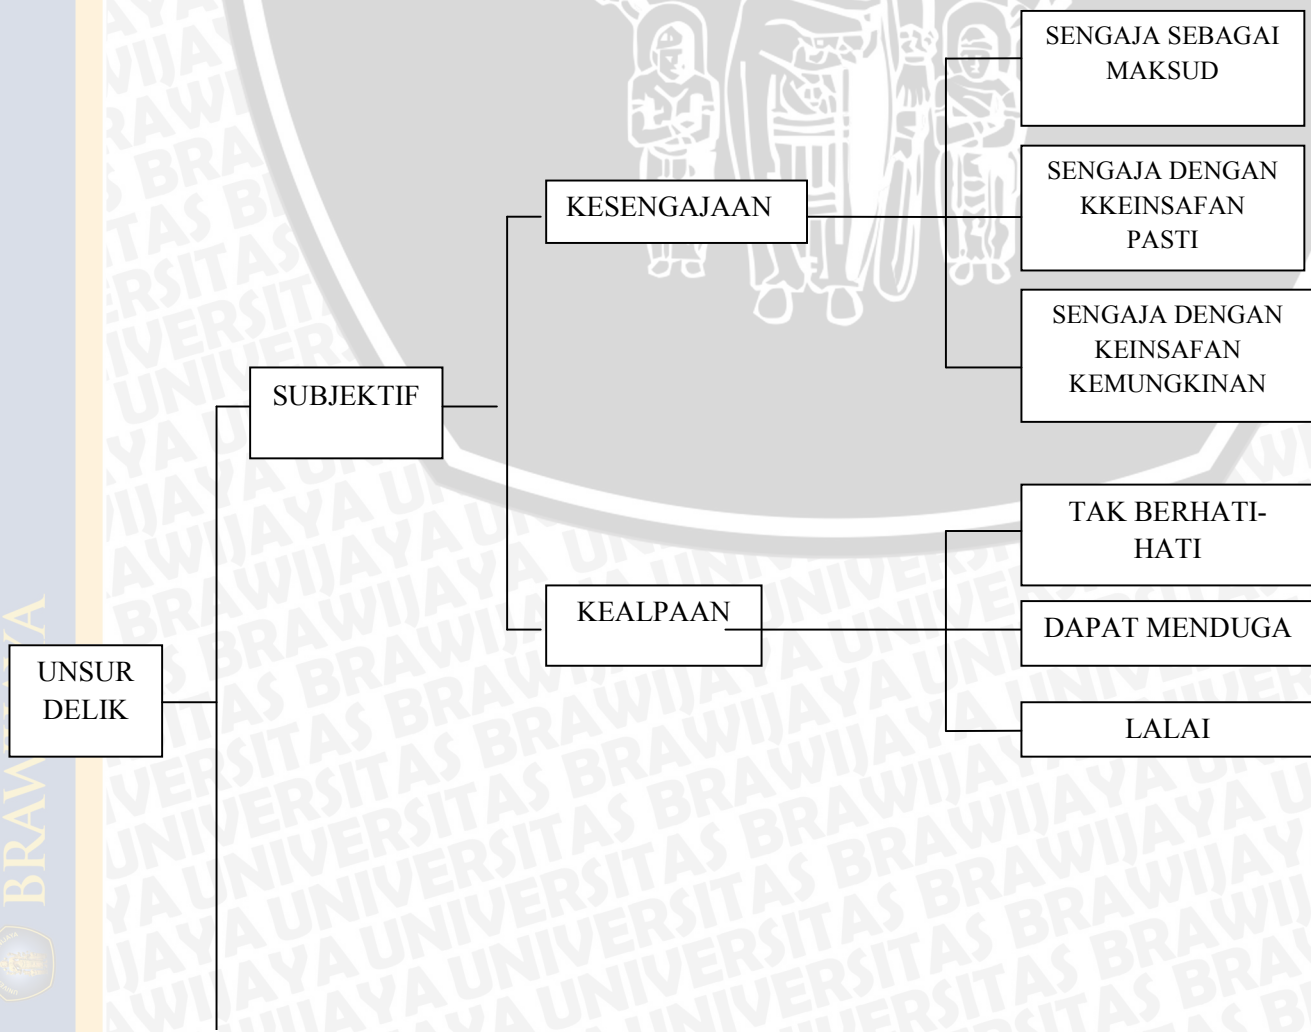 SENGAJA SEBAGAI
MAKSUD
SENGAJA DENGAN
KKEINSAFAN
PASTI
KESENGAJAAN
SENGAJA DENGAN
KEINSAFAN
KEMUNGKINAN
SUBJEKTIF
TAK BERHATI-
HATI
KEALPAAN
DAPAT MENDUGA
UNSUR
DELIK
LALAI
BRAWIJAYA